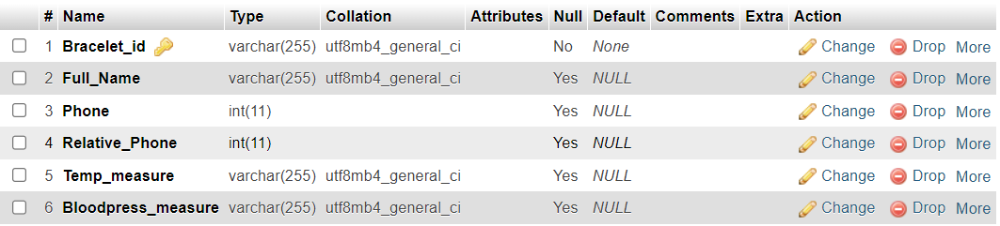 # Name Type Collation Attributes Null Default Comments Extra Action
1 Bracelet_id varchar(255) utf8mb4_general_ci No None Change Drop More
2 Full_Name varchar(255) utf8mb4_general_ci Yes NULL Change Drop More
3 Phone int(11) Yes NULL Change Drop More
4 Relative_Phone int(11) Yes NULL Change Drop More
5 Temp_measure varchar(255) utf8mb4_general_ci Yes NULL Change Drop More
6 Bloodpress_measure varchar(255) utf8mb4_general_ci Yes NULL Change Drop More